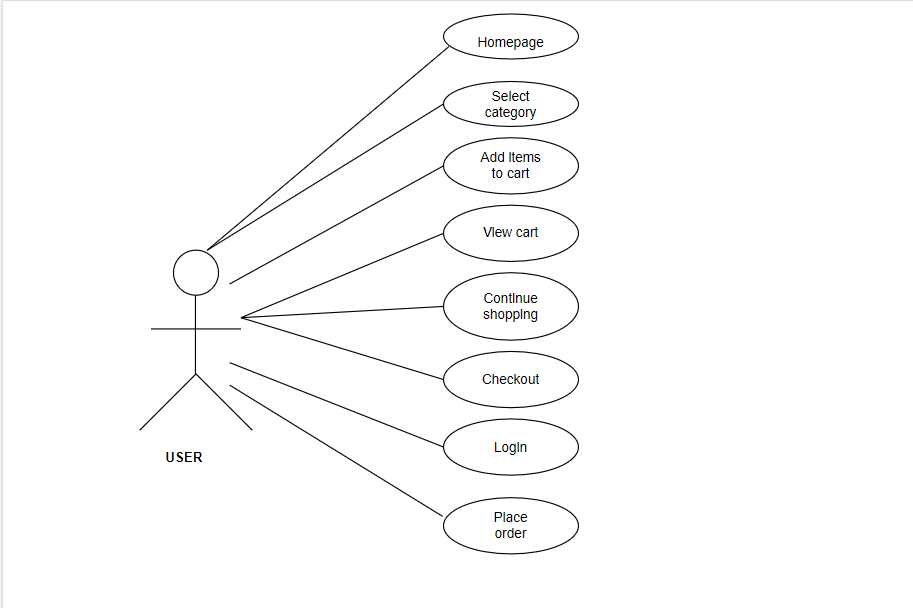 Homepage
Select
category
Add Items
to cart
View cart
Continue
shopping
Checkout
Login
USER
Place
order